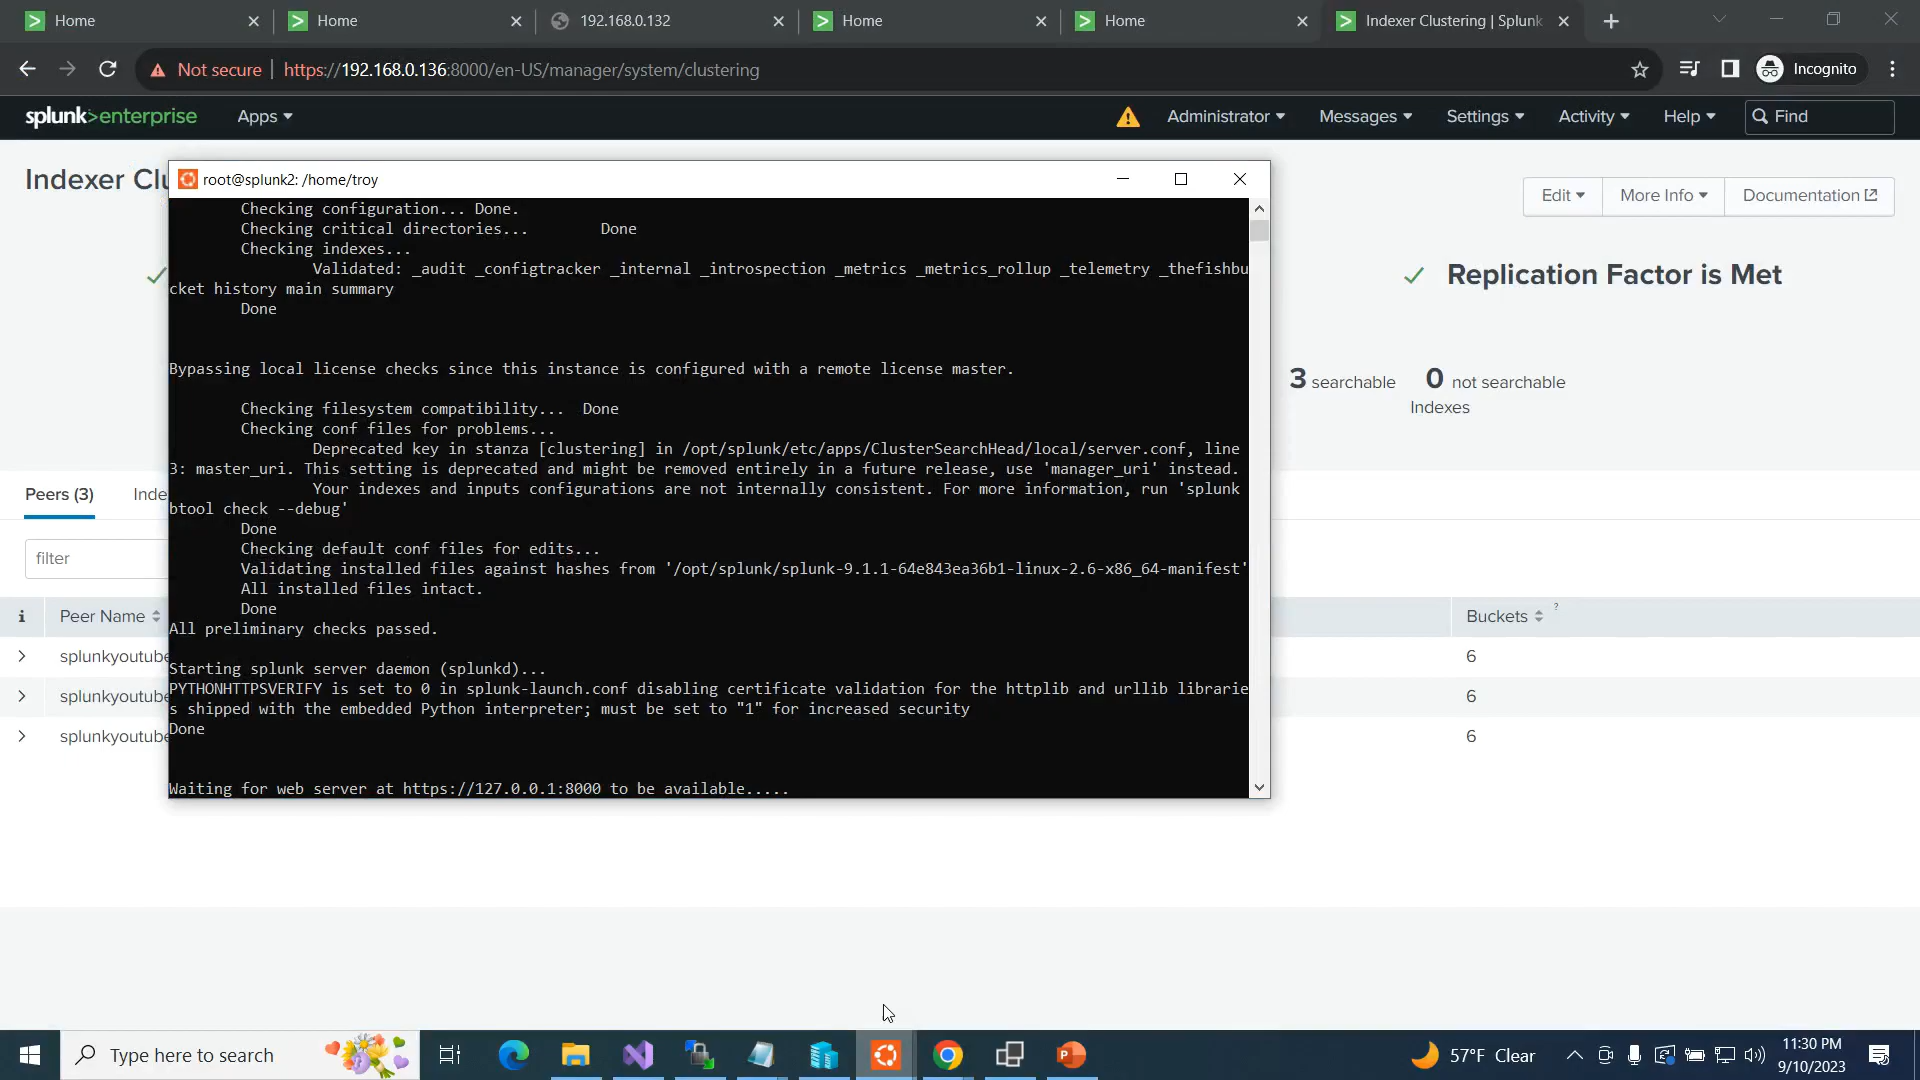 Home
Home
192.168.0.132
Home
Home
Indexer Clustering | Splunk
Not secure
https://192.168.0.136:8000/en-US/manager/system/clustering
Incognito
splunk>enterprise
Apps
Administrator
Messages
Settings
Activity
Help
Find
Indexer Clu
Edit
More Info
Documentation
root@splunk2: /home/troy
Checking configuration... Done.
Checking critical directories... Done
Checking indexes...
Validated: _audit _configtracker _internal _introspection _metrics _metrics_rollup _telemetry _thefishbu
cket history main summary
Done
Bypassing local license checks since this instance is configured with a remote license master.
Checking filesystem compatibility... Done
Checking conf files for problems...
Deprecated key in stanza [clustering] in /opt/splunk/etc/apps/ClusterSearchHead/local/server.conf, line
3: master_uri. This setting is deprecated and might be removed entirely in a future release, use 'manager_uri' instead.
Your indexes and inputs configurations are not internally consistent. For more information, run 'splunk
btool check --debug'
Done
Checking default conf files for edits...
Validating installed files against hashes from '/opt/splunk/splunk-9.1.1-64e843ea36b1-linux-2.6-x86_64-manifest'
All installed files intact.
Done
All preliminary checks passed.
Starting splunk server daemon (splunkd)...
PYTHONHTTPSVERIFY is set to 0 in splunk-launch.conf disabling certificate validation for the httplib and urllib librarie
s shipped with the embedded Python interpreter; must be set to "1" for increased security
Done
Waiting for web server at https://127.0.0.1:8000 to be available.....
Replication Factor is Met
3 searchable 0 not searchable
Indexes
Peers (3)
Inde
filter
i
Peer Name
Buckets
?
splunkyoutube
6
splunkyoutube
6
splunkyoutube
6
Type here to search
57°F Clear
11:30 PM
9/10/2023